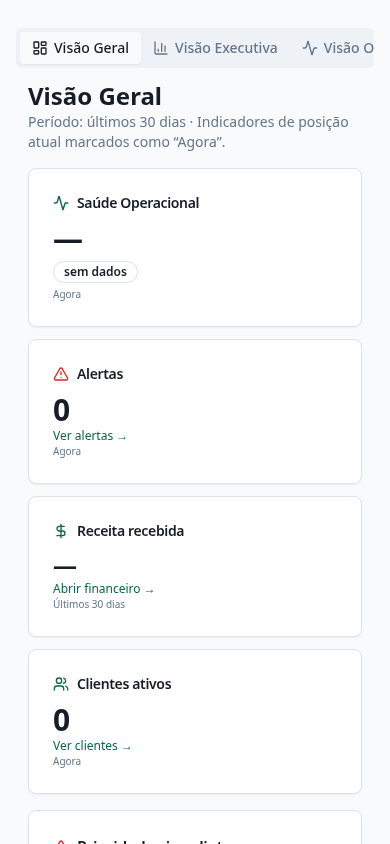 Visão Geral
Visão Executiva
Visão O
Visão Geral
Período: últimos 30 dias · Indicadores de posição
atual marcados como “Agora”.
Saúde Operacional
—
sem dados
Agora
Alertas
0
Ver alertas →
Agora
Receita recebida
—
Abrir financeiro →
Últimos 30 dias
Clientes ativos
0
Ver clientes →
Agora